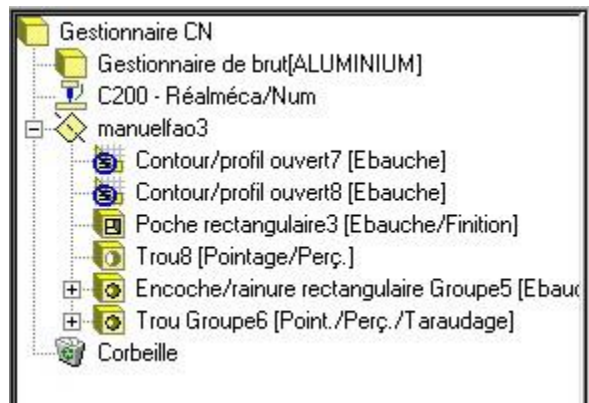 Gestionnaire CN
Gestionnaire de brut[ALUMINIUM]
C200 - Réalméca/Num
manuelfao3
Contour/profil ouvert7 [Ebauche]
Contour/profil ouvert8 [Ebauche]
Poche rectangulaire3 [Ebauche/Finition]
Trou8 [Pointage/Perç.]
Encoche/rainure rectangulaire Groupe5 [Ebauc
Trou Groupe6 [Point./Perç./Taraudage]
Corbeille